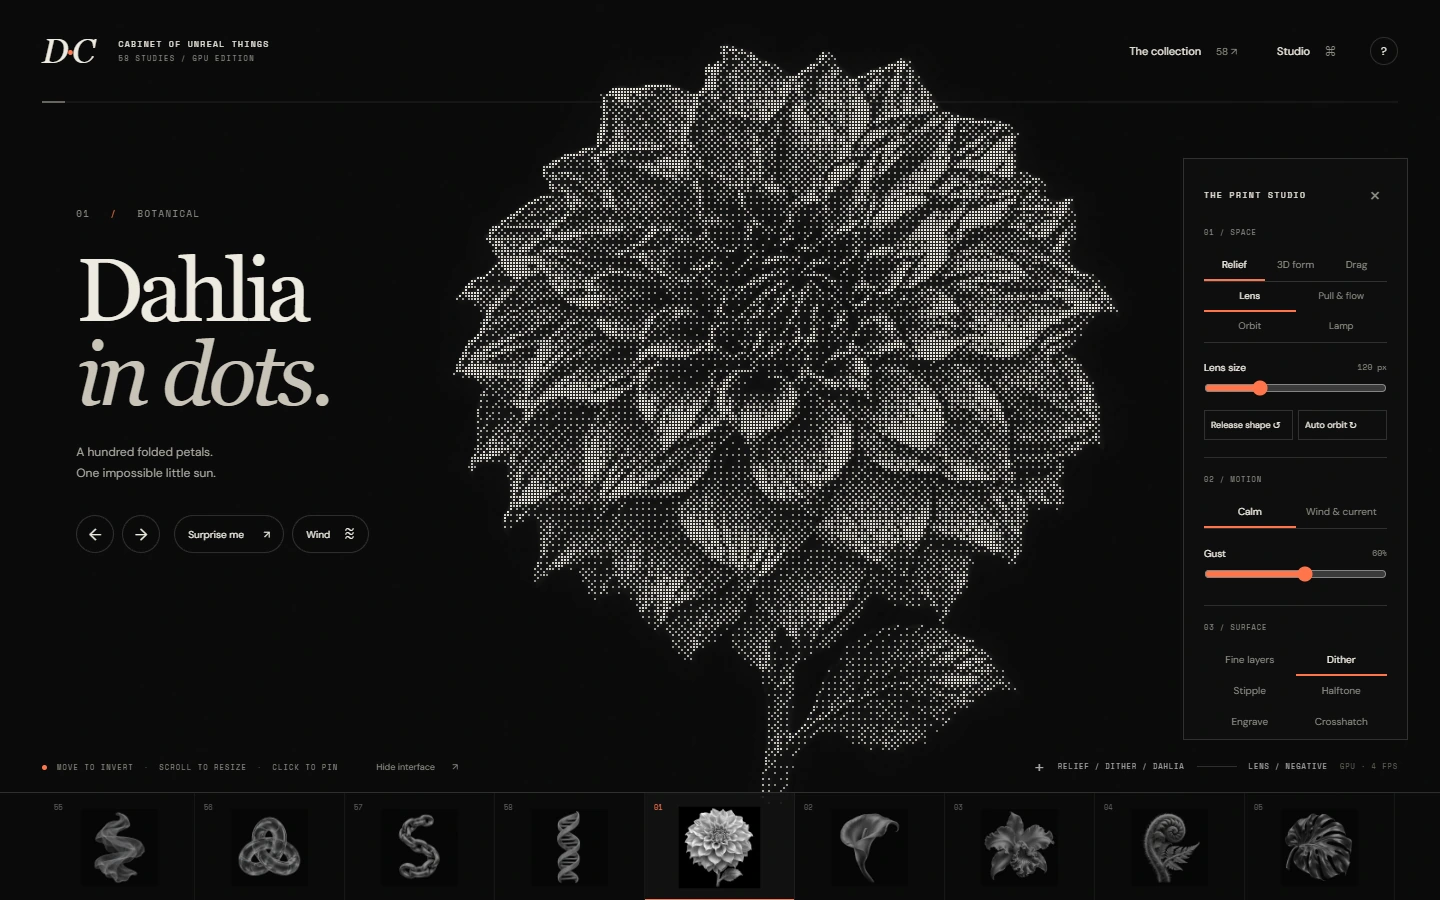 D·C
CABINET OF UNREAL THINGS
58 STUDIES / GPU EDITION
The collection 58 ↗
Studio ⌘
?
01 / BOTANICAL
Dahlia
in dots.
A hundred folded petals.
One impossible little sun.
← → Surprise me ↗ Wind ≋
THE PRINT STUDIO ×
01 / SPACE
Relief 3D form Drag
Lens Pull & flow
Orbit Lamp
Lens size 120 px
Release shape ↺ Auto orbit ↻
02 / MOTION
Calm Wind & current
Gust
03 / SURFACE
Fine layers Dither
Stipple Halftone
Engrave Crosshatch
MOVE TO INVERT · SCROLL TO RESIZE · CLICK TO PIN Hide interface ↗
+ RELIEF / DITHER / DAHLIA LENS / NEGATIVE GPU · 4 FPS
55 56 57 58 01 02 03 04 05